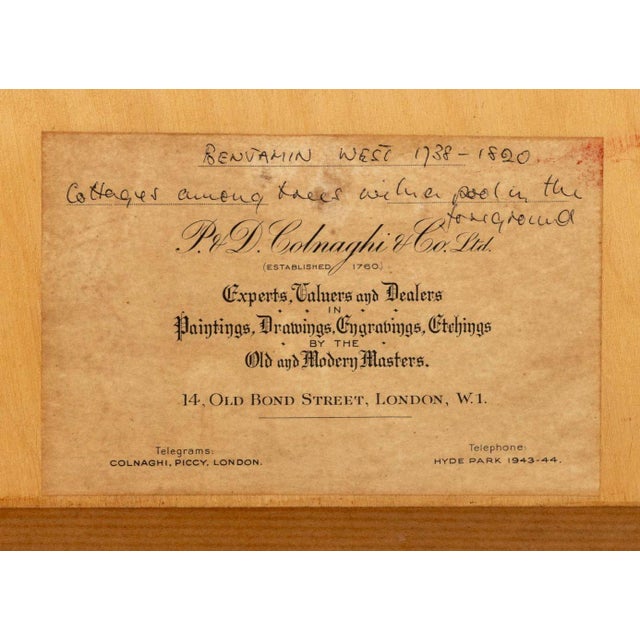 BENJAMIN WEST 1738-1820
Cottages among trees with a pool in the
foreground
P. & D. Colnaghi & Co. Ltd.
(ESTABLISHED 1760.)
Experts, Valuers and Dealers
IN
Paintings, Drawings, Engravings, Etchings
BY THE
Old and Modern Masters.
14, OLD BOND STREET, LONDON, W.1.
Telegrams:
COLNAGHI, PICCY, LONDON.
Telephone:
HYDE PARK 1943-44.